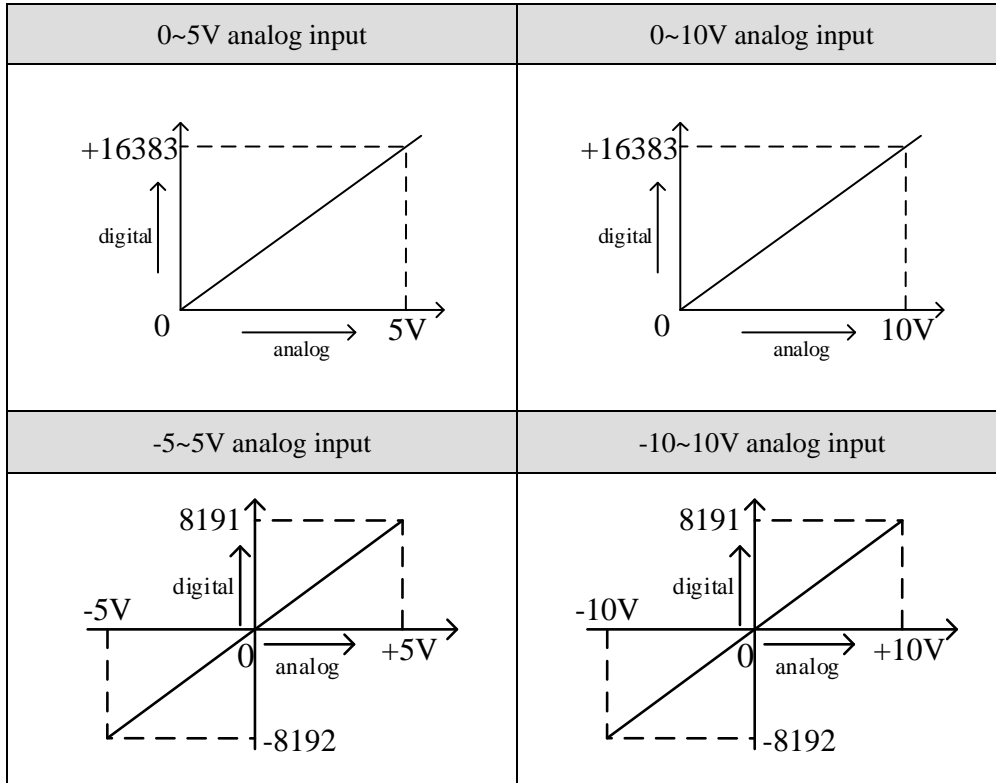 0~5V analog input
0~10V analog input
+16383
digital
0
analog
5V
+16383
digital
0
analog
10V
-5~5V analog input
-10~10V analog input
8191
digital
-5V
0
analog
+5V
-8192
8191
digital
-10V
0
analog
+10V
-8192